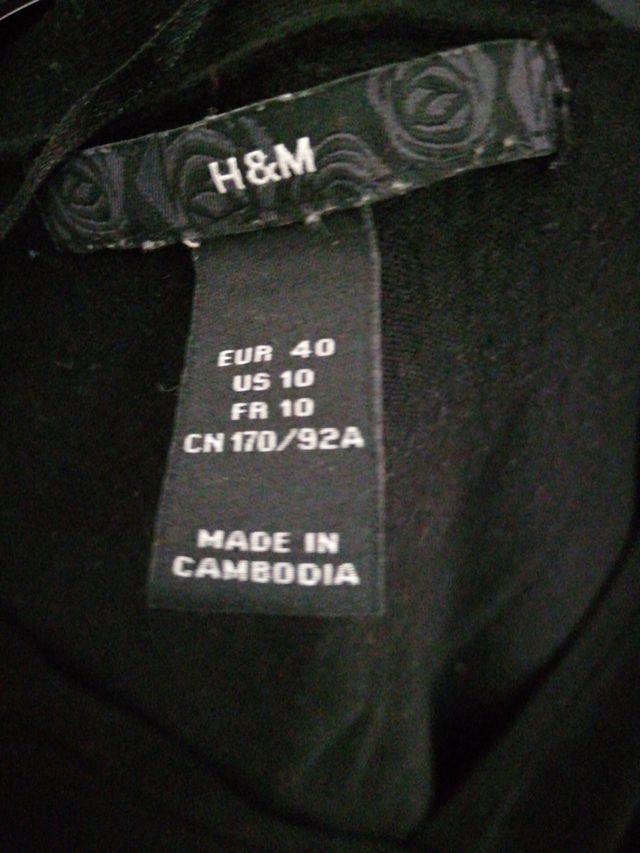 H&M
EUR 40
US 10
FR 10
CN 170/92A
MADE IN
CAMBODIA